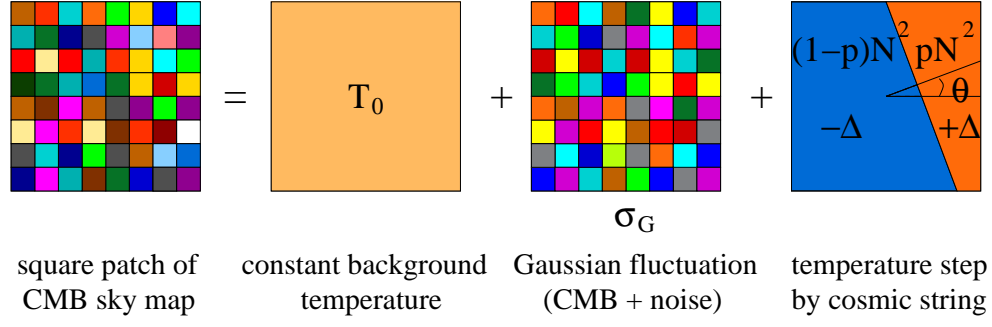 (1−p)N² pN²
= T₀ + + θ
−Δ +Δ
σG
square patch of constant background Gaussian fluctuation temperature step
CMB sky map temperature (CMB + noise) by cosmic string